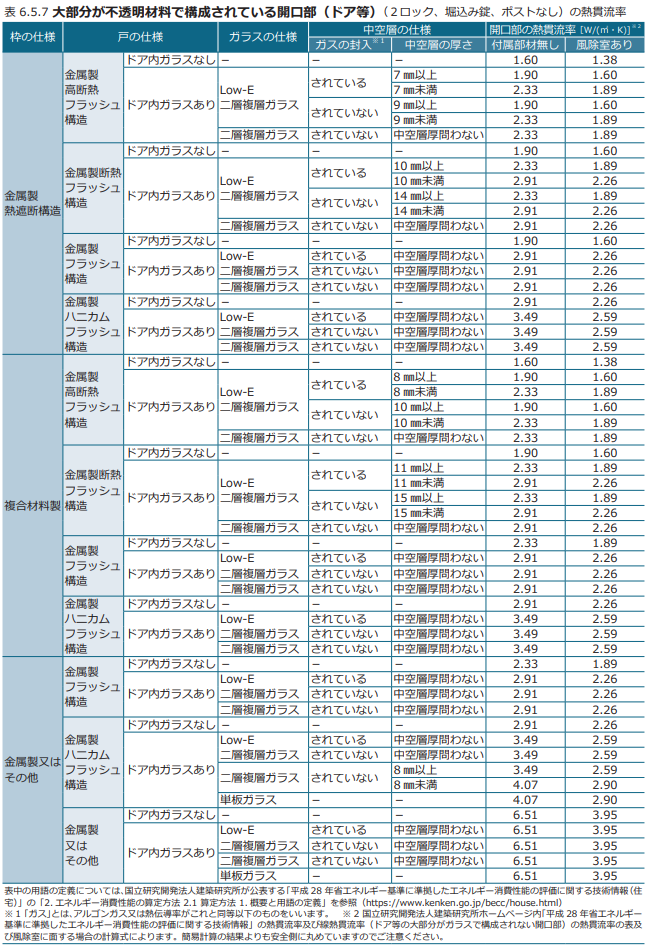 表 6.5.7 大部分が不透明材料で構成されている開口部（ドア等）（２ロック、堀込み錠、ポストなし）の熱貫流率
枠の仕様 戸の仕様 ガラスの仕様 中空層の仕様 開口部の熱貫流率 [W/(㎡・K)]※2
ガスの封入※1 中空層の厚さ 付属部材無し 風除室あり
金属製熱遮断構造
金属製高断熱フラッシュ構造
ドア内ガラスなし − − − 1.60 1.38
ドア内ガラスあり Low-E二層複層ガラス されている 7 ㎜以上 1.90 1.60
7 ㎜未満 2.33 1.89
されていない 9 ㎜以上 1.90 1.60
9 ㎜未満 2.33 1.89
二層複層ガラス されていない 中空層厚問わない 2.33 1.89
金属製断熱フラッシュ構造
ドア内ガラスなし − − − 1.90 1.60
ドア内ガラスあり Low-E二層複層ガラス されている 10 ㎜以上 2.33 1.89
10 ㎜未満 2.91 2.26
されていない 14 ㎜以上 2.33 1.89
14 ㎜未満 2.91 2.26
二層複層ガラス されていない 中空層厚問わない 2.91 2.26
金属製フラッシュ構造
ドア内ガラスなし − − − 1.90 1.60
ドア内ガラスあり Low-E二層複層ガラス されている 中空層厚問わない 2.91 2.26
されていない 中空層厚問わない 2.91 2.26
二層複層ガラス されていない 中空層厚問わない 2.91 2.26
金属製ハニカムフラッシュ構造
ドア内ガラスなし − − − 2.91 2.26
ドア内ガラスあり Low-E二層複層ガラス されている 中空層厚問わない 3.49 2.59
されていない 中空層厚問わない 3.49 2.59
二層複層ガラス されていない 中空層厚問わない 3.49 2.59
複合材料製
金属製高断熱フラッシュ構造
ドア内ガラスなし − − − 1.60 1.38
ドア内ガラスあり Low-E二層複層ガラス されている 8 ㎜以上 1.90 1.60
8 ㎜未満 2.33 1.89
されていない 10 ㎜以上 1.90 1.60
10 ㎜未満 2.33 1.89
二層複層ガラス されていない 中空層厚問わない 2.33 1.89
金属製断熱フラッシュ構造
ドア内ガラスなし − − − 1.90 1.60
ドア内ガラスあり Low-E二層複層ガラス されている 11 ㎜以上 2.33 1.89
11 ㎜未満 2.91 2.26
されていない 15 ㎜以上 2.33 1.89
15 ㎜未満 2.91 2.26
二層複層ガラス されていない 中空層厚問わない 2.91 2.26
金属製フラッシュ構造
ドア内ガラスなし − − − 2.33 1.89
ドア内ガラスあり Low-E二層複層ガラス されている 中空層厚問わない 2.91 2.26
されていない 中空層厚問わない 2.91 2.26
二層複層ガラス されていない 中空層厚問わない 2.91 2.26
金属製ハニカムフラッシュ構造
ドア内ガラスなし − − − 2.91 2.26
ドア内ガラスあり Low-E二層複層ガラス されている 中空層厚問わない 3.49 2.59
されていない 中空層厚問わない 3.49 2.59
二層複層ガラス されていない 中空層厚問わない 3.49 2.59
金属製又はその他
金属製フラッシュ構造
ドア内ガラスなし − − − 2.33 1.89
ドア内ガラスあり Low-E二層複層ガラス されている 中空層厚問わない 2.91 2.26
されていない 中空層厚問わない 2.91 2.26
二層複層ガラス されていない 中空層厚問わない 2.91 2.26
金属製ハニカムフラッシュ構造
ドア内ガラスなし − − − 2.91 2.26
ドア内ガラスあり Low-E二層複層ガラス されている 中空層厚問わない 3.49 2.59
されていない 中空層厚問わない 3.49 2.59
二層複層ガラス されていない 8 ㎜以上 3.49 2.59
8 ㎜未満 4.07 2.90
単板ガラス − − 4.07 2.90
金属製又はその他
ドア内ガラスなし − − − 6.51 3.95
ドア内ガラスあり Low-E二層複層ガラス されている 中空層厚問わない 6.51 3.95
されていない 中空層厚問わない 6.51 3.95
二層複層ガラス されていない 中空層厚問わない 6.51 3.95
単板ガラス − − 6.51 3.95
表中の用語の定義については、国立研究開発法人建築研究所が公表する「平成 28 年省エネルギー基準に準拠したエネルギー消費性能の評価に関する技術情報（住
宅）」の「2. エネルギー消費性能の算定方法 2.1 算定方法 1. 概要と用語の定義」を参照（https://www.kenken.go.jp/becc/house.html）
※１「ガス」とは、アルゴンガス又は熱伝導率がこれと同等以下のものをいいます。 ※２ 国立研究開発法人建築研究所ホームページ内「平成 28 年省エネルギー
基準に準拠したエネルギー消費性能の評価に関する技術情報」の熱貫流率及び線熱貫流率（ドア等の大部分がガラスで構成されない開口部）の熱貫流率の表及
び風除室に面する場合の計算式によります。簡易計算の結果よりも安全側に丸めていますのでご注意ください。